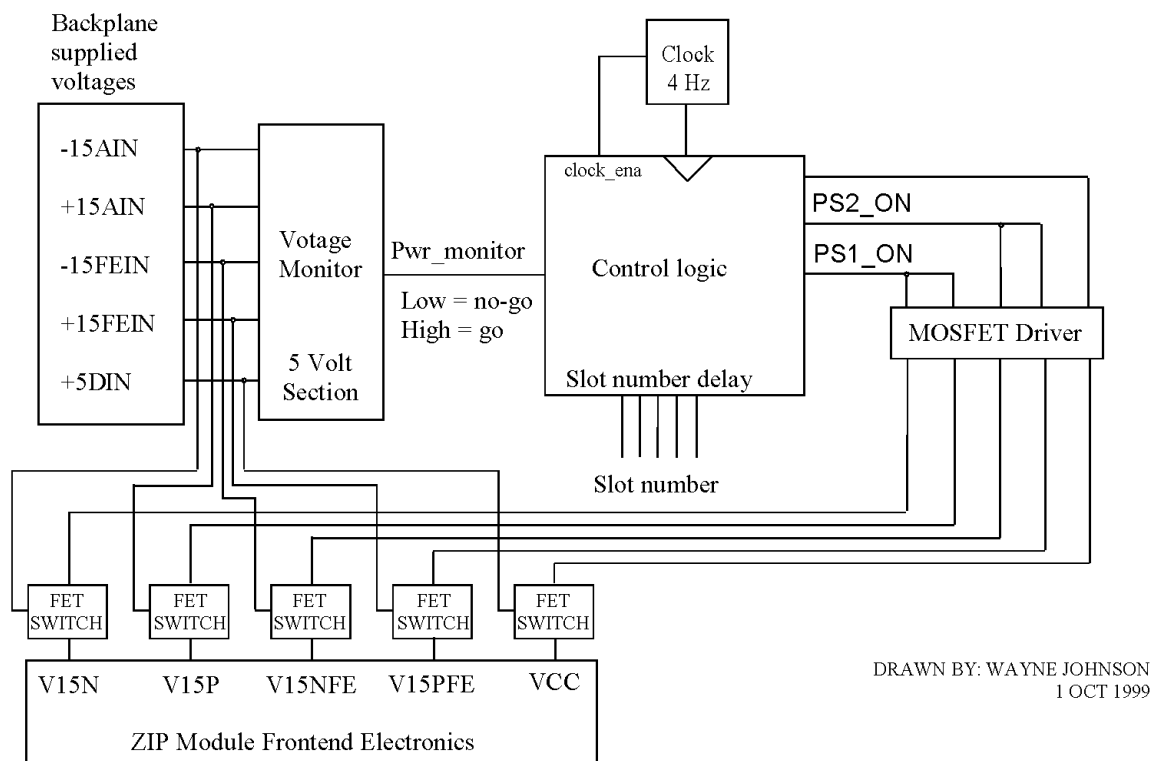 Backplane
supplied
voltages
-15AIN
+15AIN
-15FEIN
+15FEIN
+5DIN
Votage
Monitor
5 Volt
Section
Pwr_monitor
Low = no-go
High = go
Clock
4 Hz
clock_ena
Control logic
Slot number delay
Slot number
PS2_ON
PS1_ON
MOSFET Driver
FET
SWITCH
FET
SWITCH
FET
SWITCH
FET
SWITCH
FET
SWITCH
V15N
V15P
V15NFE
V15PFE
VCC
ZIP Module Frontend Electronics
DRAWN BY: WAYNE JOHNSON
1 OCT 1999